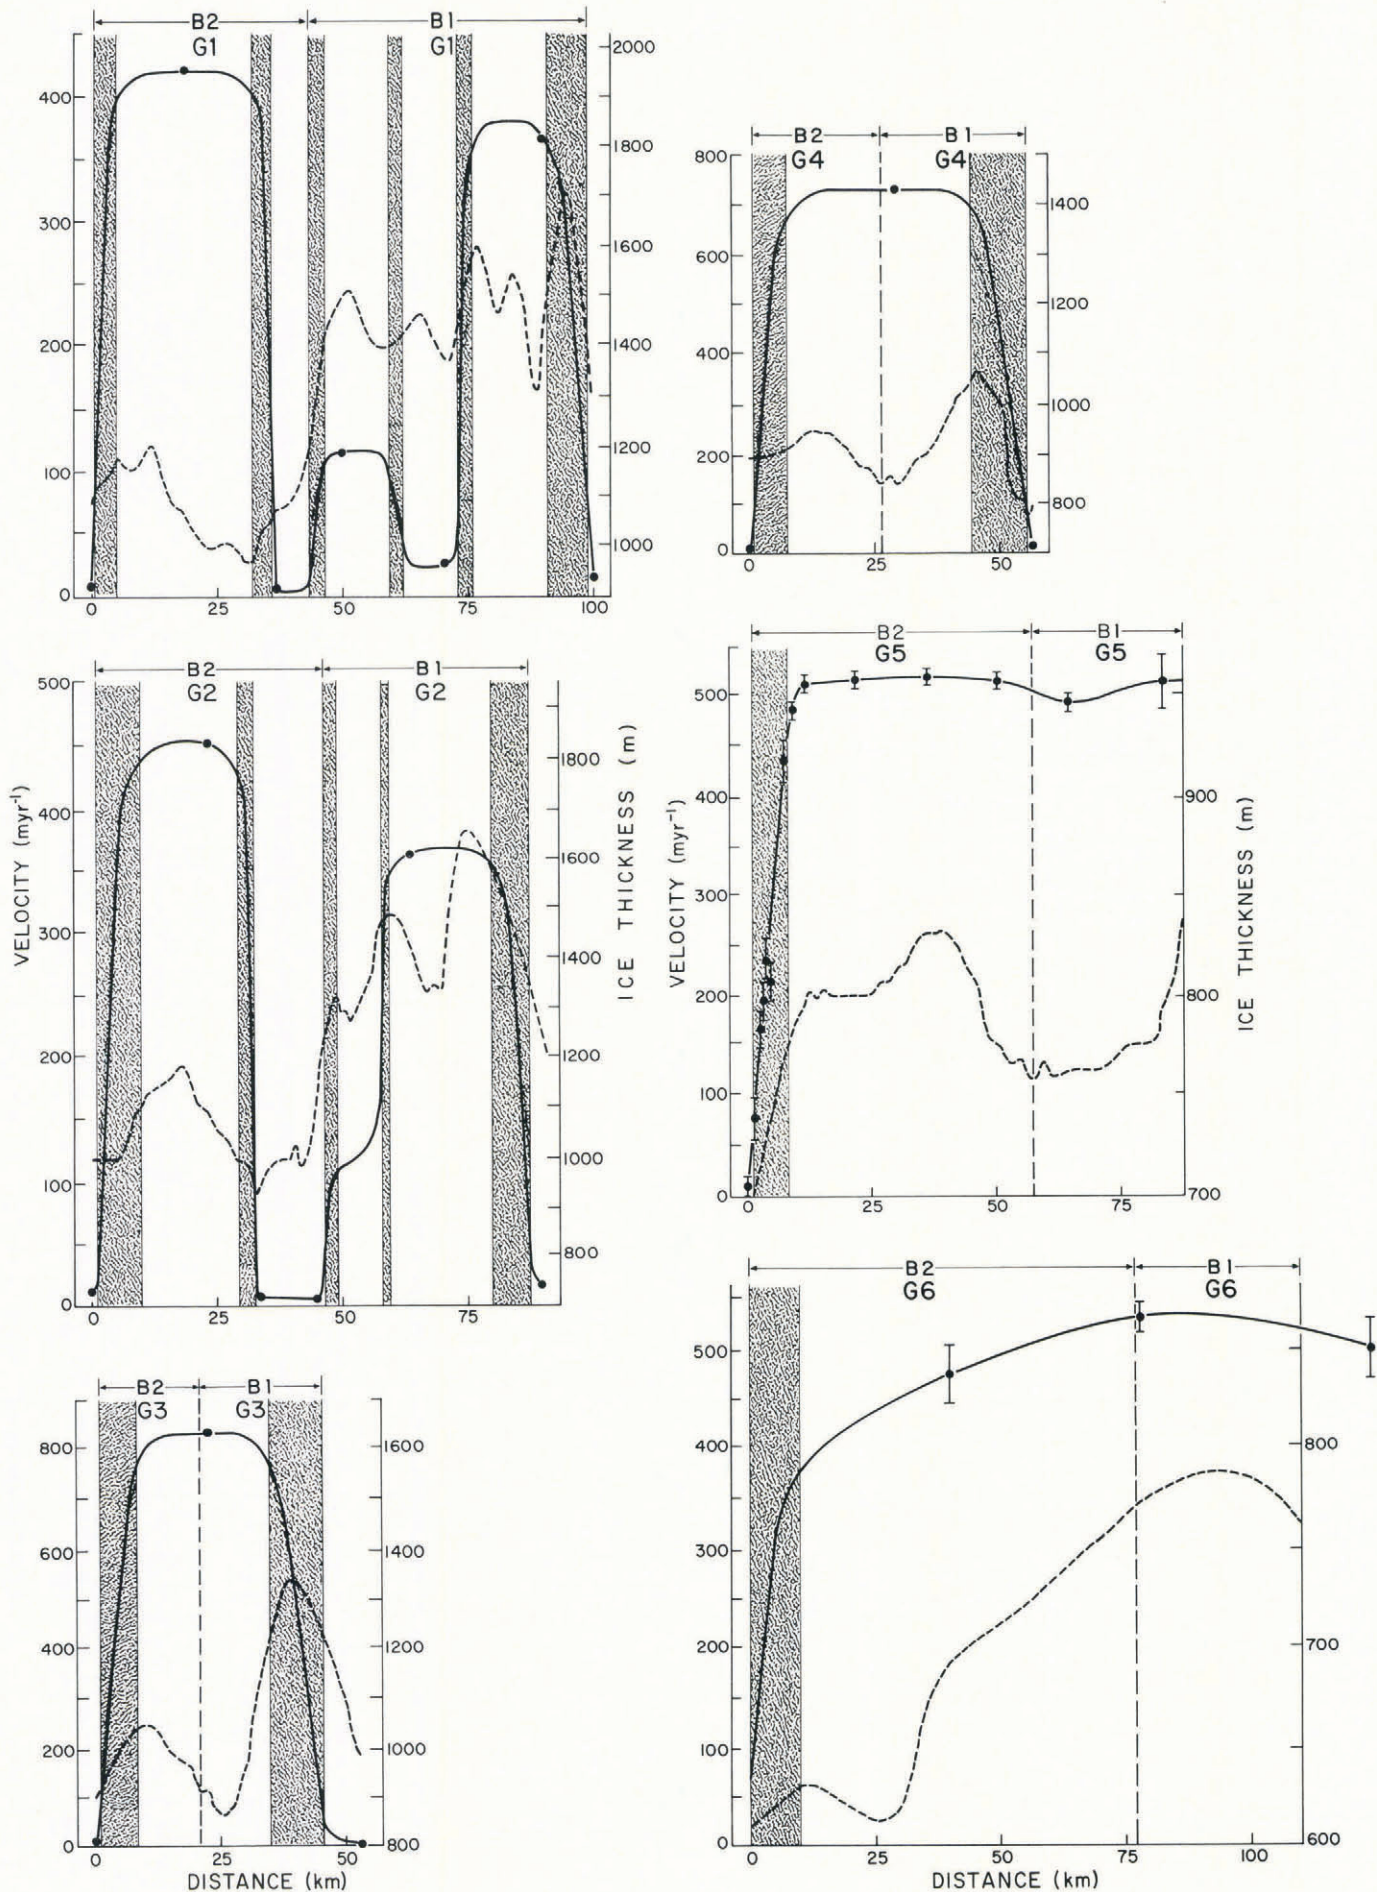 B2 B1
G1 G1
400
300
200
100
0
2000
1800
1600
1400
1200
1000
0 25 50 75 100
B2 B1
G4 G4
800
600
400
200
0
1400
1200
1000
800
0 25 50
B2 B1
G2 G2
500
400
300
200
100
0
1800
1600
1400
1200
1000
800
0 25 50 75
VELOCITY (myr⁻¹)
ICE THICKNESS (m)
B2 B1
G5 G5
500
400
300
200
100
0
900
800
700
0 25 50 75
VELOCITY (myr⁻¹)
ICE THICKNESS (m)
B2 B1
G3 G3
800
600
400
200
0
1600
1400
1200
1000
800
0 25 50
DISTANCE (km)
B2 B1
G6 G6
500
400
300
200
100
0
800
700
600
0 25 50 75 100
DISTANCE (km)